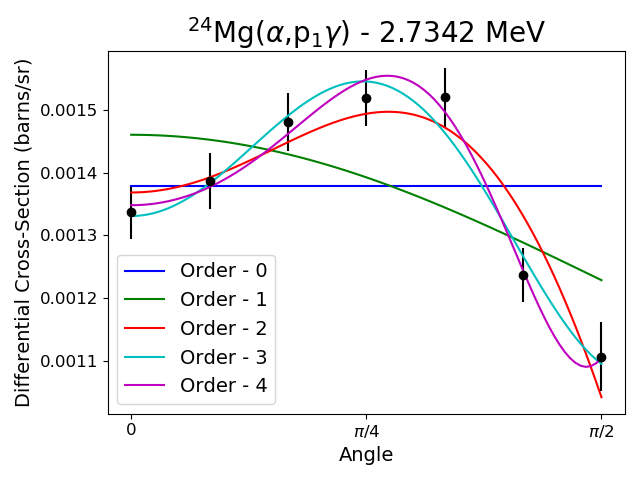 ²⁴Mg(α,p₁γ) - 2.7342 MeV
Differential Cross-Section (barns/sr)
0.0015
0.0014
0.0013
0.0012
0.0011
Order - 0
Order - 1
Order - 2
Order - 3
Order - 4
0
π/4
π/2
Angle